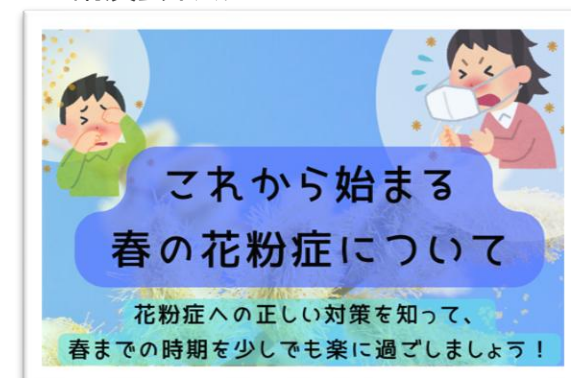 これから始まる
春の花粉症について
花粉症への正しい対策を知って、
春までの時期を少しでも楽に過ごしましょう！